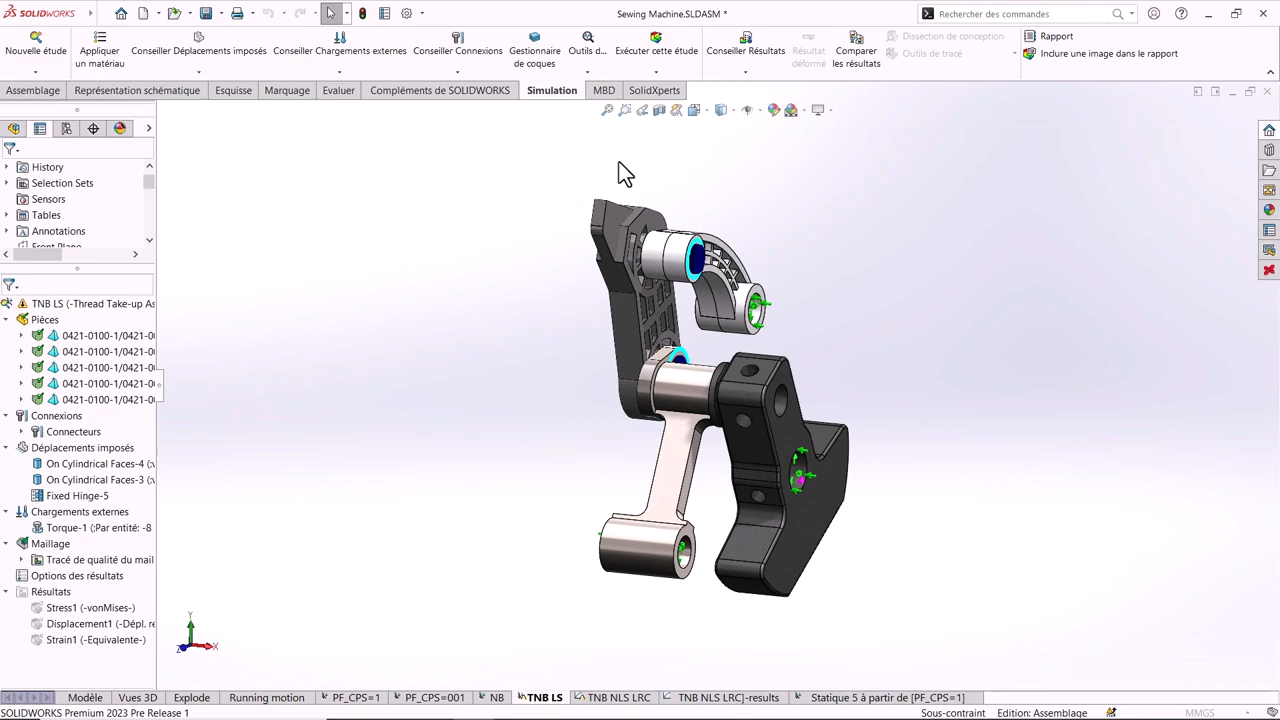 SOLIDWORKS
Sewing Machine.SLDASM *
Rechercher des commandes
Nouvelle étude
Appliquer un matériau
Conseiller Déplacements imposés
Conseiller Chargements externes
Conseiller Connexions
Gestionnaire de coques
Outils d...
Exécuter cette étude
Conseiller Résultats
Résultat déformé
Comparer les résultats
Dissection de conception
Outils de tracé
Rapport
Inclure une image dans le rapport
Assemblage
Représentation schématique
Esquisse
Marquage
Evaluer
Compléments de SOLIDWORKS
Simulation
MBD
SolidXperts
History
Selection Sets
Sensors
Tables
Annotations
Front Plane
TNB LS (-Thread Take-up As
Pièces
0421-0100-1/0421-0
0421-0100-1/0421-0
0421-0100-1/0421-0
0421-0100-1/0421-0
0421-0100-1/0421-0
Connexions
Connecteurs
Déplacements imposés
On Cylindrical Faces-4 (:
On Cylindrical Faces-3 (:
Fixed Hinge-5
Chargements externes
Torque-1 (:Par entité: -8
Maillage
Tracé de qualité du mail
Options des résultats
Résultats
Stress1 (-vonMises-)
Displacement1 (-Dépl. re
Strain1 (-Equivalente-)
Y
X
Z
Modèle
Vues 3D
Explode
Running motion
PF_CPS=1
PF_CPS=001
NB
TNB LS
TNB NLS LRC
TNB NLS LRC]-results
Statique 5 à partir de [PF_CPS=1]
SOLIDWORKS Premium 2023 Pre Release 1
Sous-contraint
Edition: Assemblage
MMGS